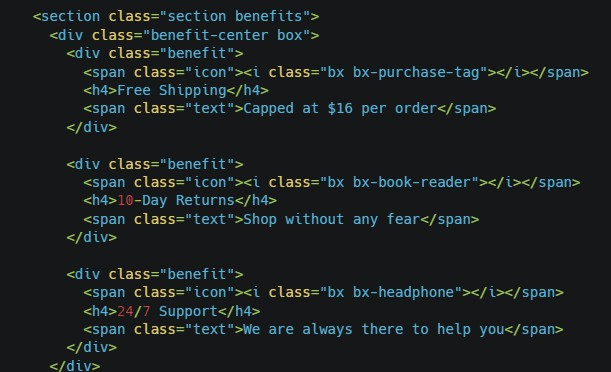 <section class="section benefits">
<div class="benefit-center box">
<div class="benefit">
<span class="icon"><i class="bx bx-purchase-tag"></i></span>
<h4>Free Shipping</h4>
<span class="text">Capped at $16 per order</span>
</div>
<div class="benefit">
<span class="icon"><i class="bx bx-book-reader"></i></span>
<h4>10-Day Returns</h4>
<span class="text">Shop without any fear</span>
</div>
<div class="benefit">
<span class="icon"><i class="bx bx-headphone"></i></span>
<h4>24/7 Support</h4>
<span class="text">We are always there to help you</span>
</div>
</div>